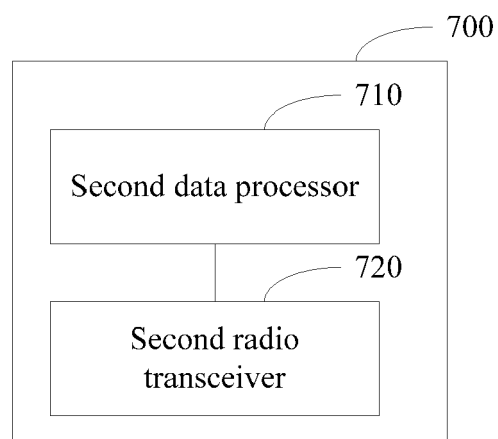 700
710
Second data processor
720
Second radio
transceiver